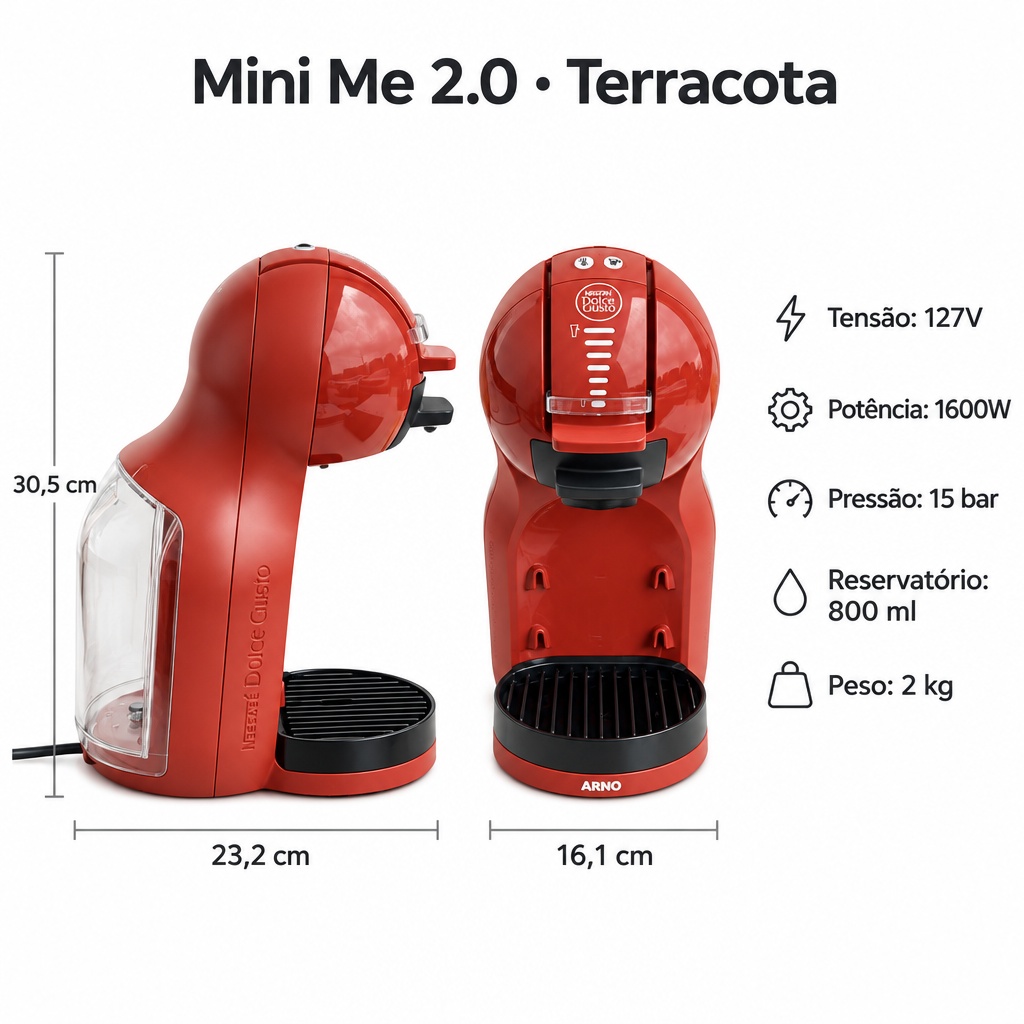 Mini Me 2.0 • Terracota
30,5 cm
NESCAFÉ Dolce Gusto
Dolce
Gusto
ARNO
23,2 cm
16,1 cm
Tensão: 127V
Potência: 1600W
Pressão: 15 bar
Reservatório:
800 ml
Peso: 2 kg